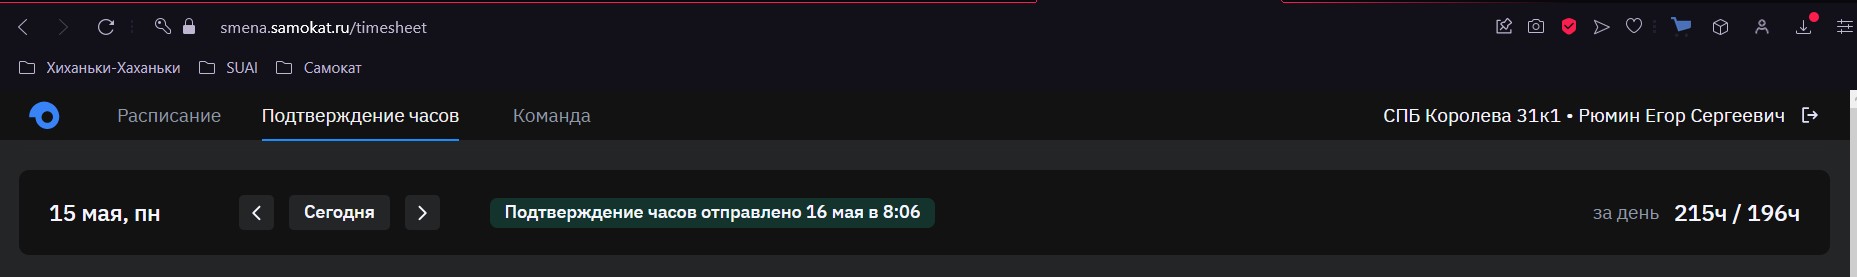 smena.samokat.ru/timesheet
Хиханьки-Хаханьки SUAI Самокат
Расписание Подтверждение часов Команда СПБ Королева 31к1 • Рюмин Егор Сергеевич
15 мая, пн Сегодня Подтверждение часов отправлено 16 мая в 8:06 за день 215ч / 196ч